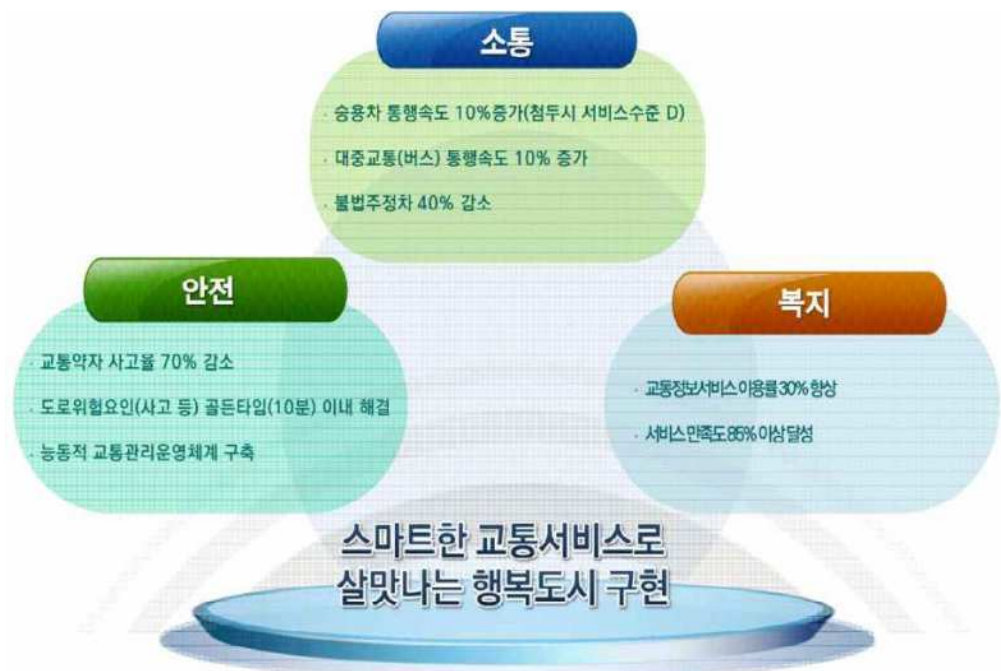 소통
· 승용차 통행속도 10%증가(첨두시 서비스수준 D)
· 대중교통(버스) 통행속도 10% 증가
· 불법주정차 40% 감소
안전
· 교통약자 사고율 70% 감소
· 도로위험요인(사고 등) 골든타임(10분) 이내 해결
· 능동적 교통관리운영체계 구축
복지
· 교통정보서비스 이용률 30% 향상
· 서비스 만족도 85% 이상 달성
스마트한 교통서비스로
살맛나는 행복도시 구현